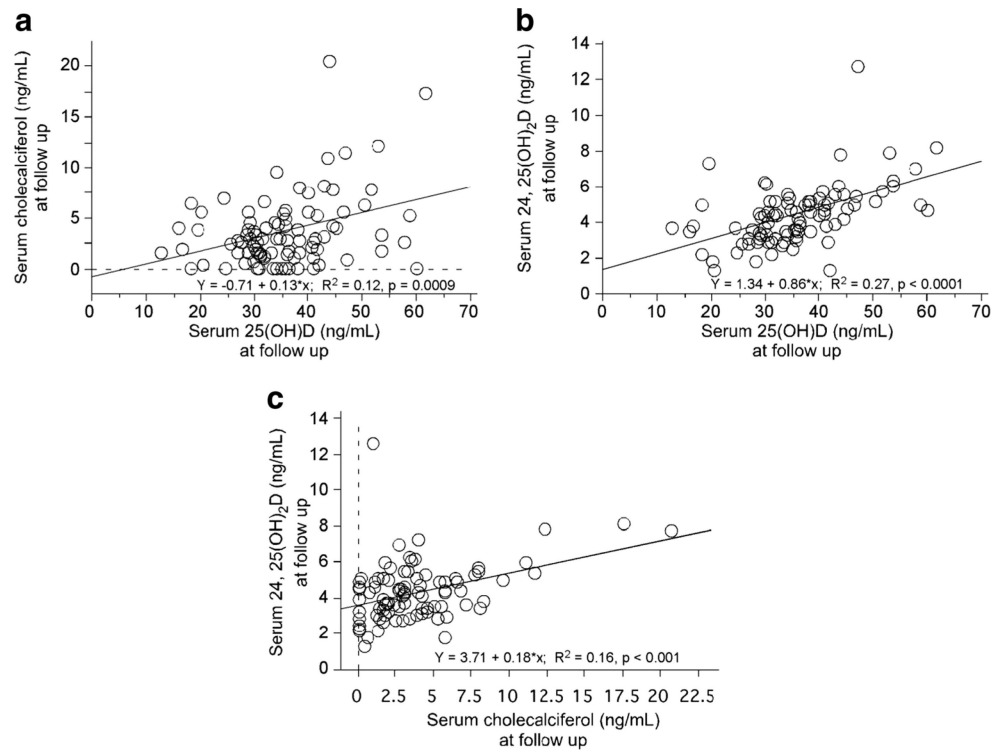 a
Serum cholecalciferol (ng/mL)
at follow up
20
15
10
5
0
Y = -0.71 + 0.13*x; R² = 0.12, p = 0.0009
0 10 20 30 40 50 60 70
Serum 25(OH)D (ng/mL)
at follow up
b
Serum 24, 25(OH)₂D (ng/mL)
at follow up
14
12
10
8
6
4
2
0
Y = 1.34 + 0.86*x; R² = 0.27, p < 0.0001
0 10 20 30 40 50 60 70
Serum 25(OH)D (ng/mL)
at follow up
c
Serum 24, 25(OH)₂D (ng/mL)
at follow up
14
12
10
8
6
4
2
0
Y = 3.71 + 0.18*x; R² = 0.16, p < 0.001
0 2.5 5 7.5 10 12.5 15 17.5 20 22.5
Serum cholecalciferol (ng/mL)
at follow up